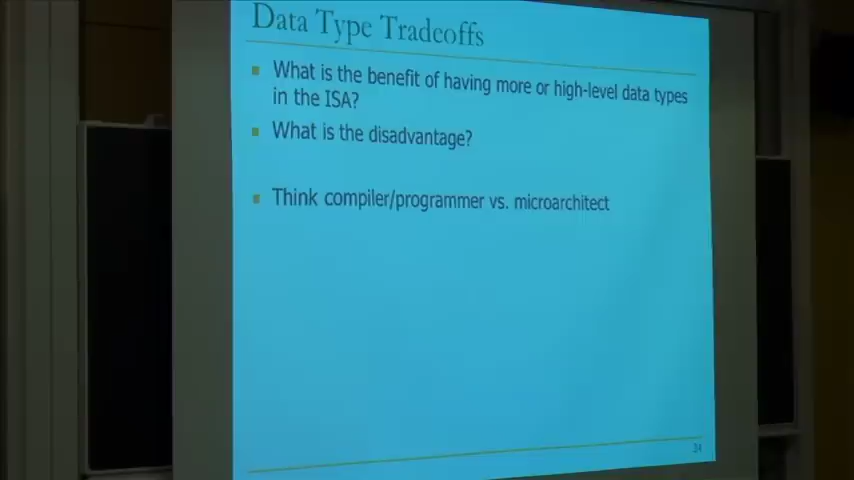 Data Type Tradeoffs
What is the benefit of having more or high-level data types
in the ISA?
What is the disadvantage?
Think compiler/programmer vs. microarchitect
34